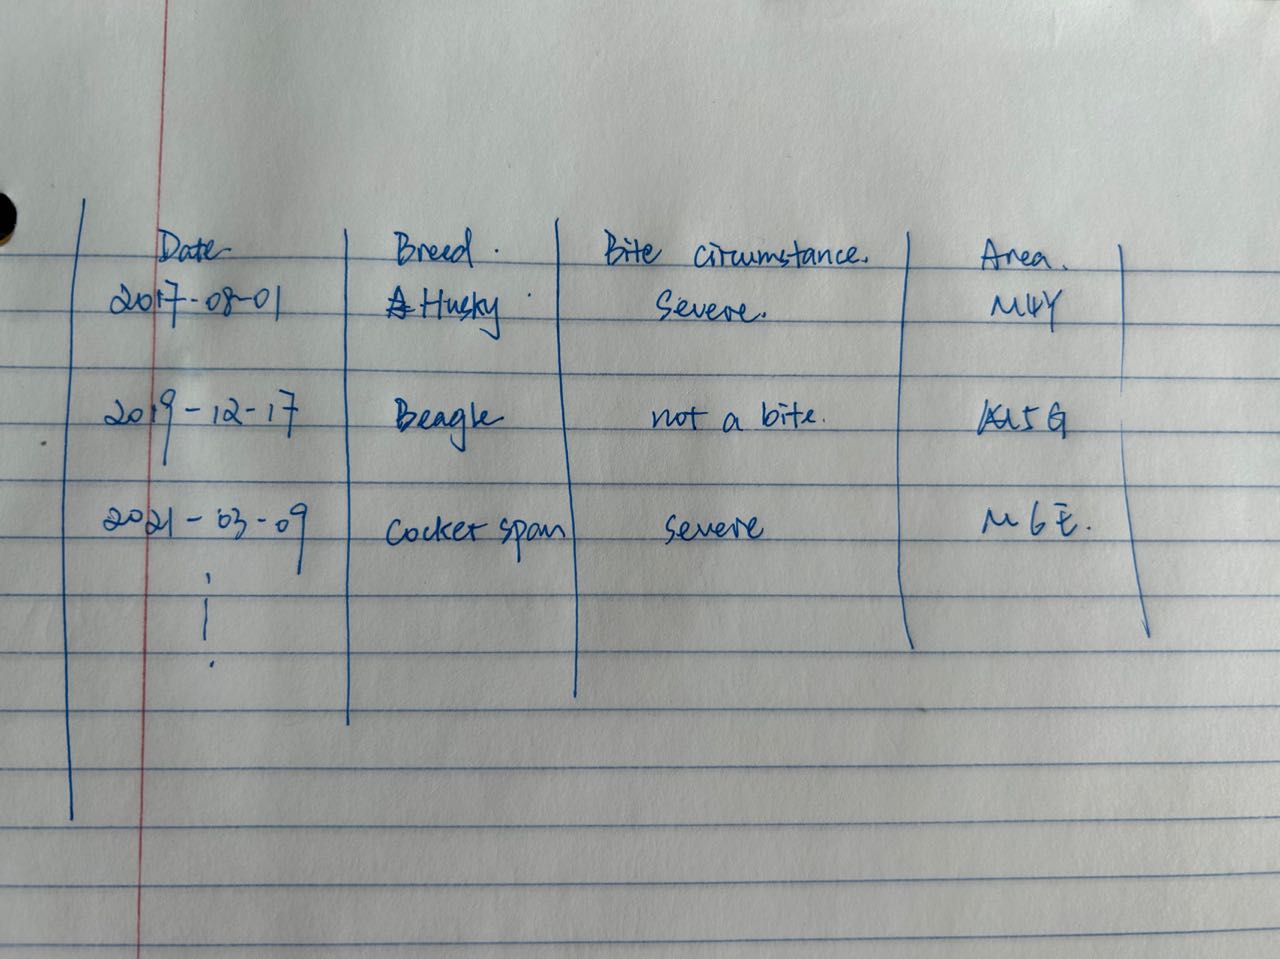 Date Breed. Bite circumstance. Area.
2017-08-01 Husky Severe. M4Y
2019-12-17 Beagle not a bite. M5G
2021-03-09 Cocker span severe M6E.